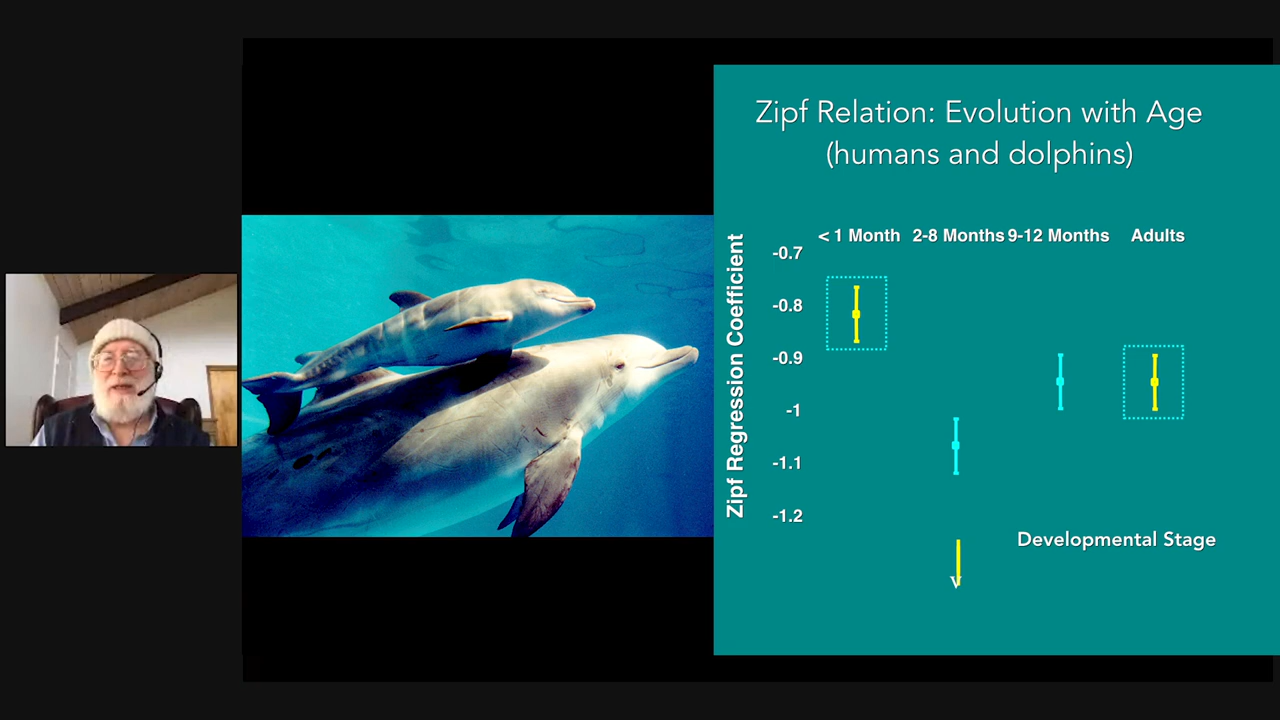 Zipf Relation: Evolution with Age
(humans and dolphins)
< 1 Month 2-8 Months 9-12 Months Adults
Zipf Regression Coefficient
-0.7
-0.8
-0.9
-1
-1.1
-1.2
Developmental Stage
v